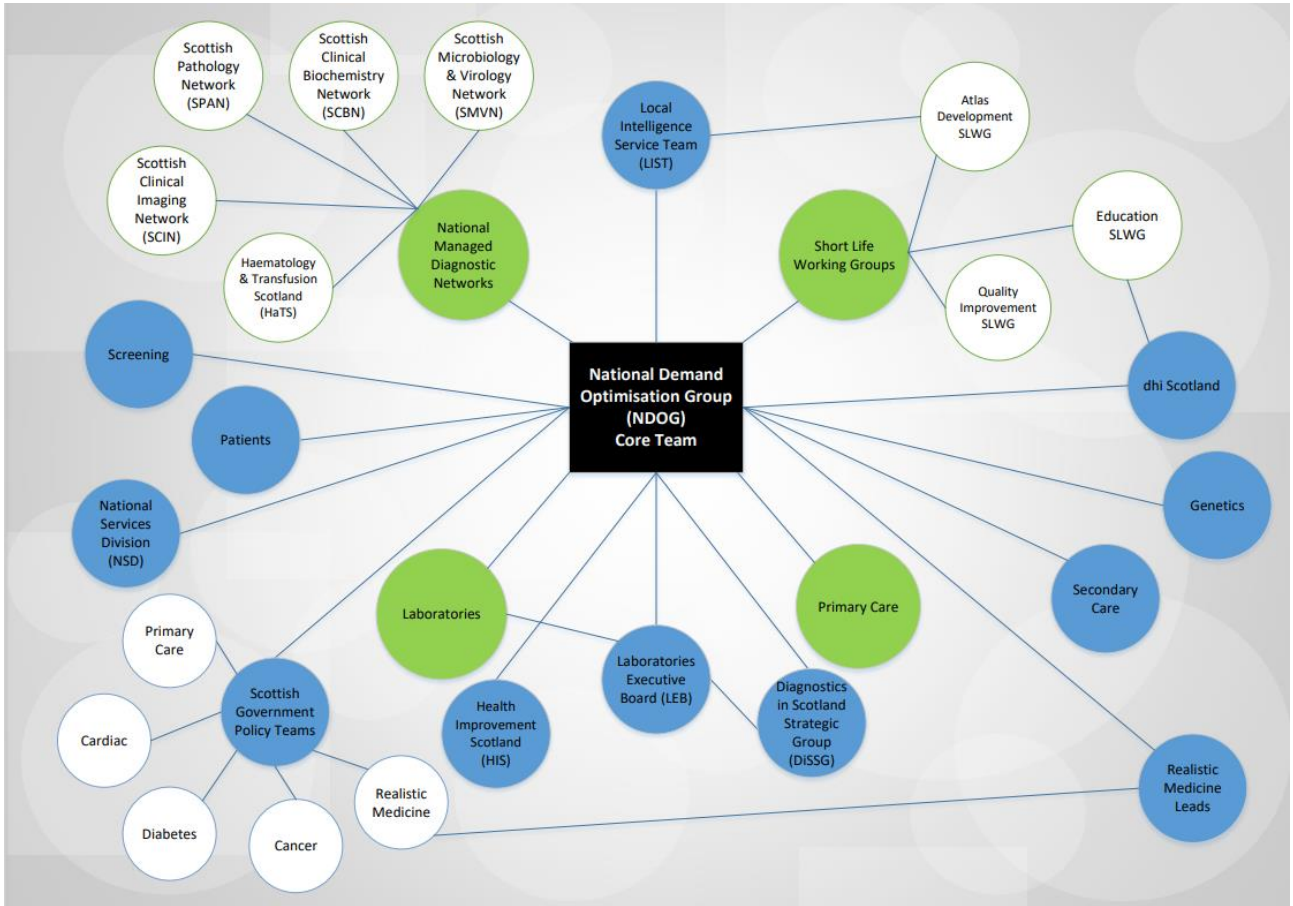 Scottish
Pathology
Network
(SPAN)
Scottish
Clinical
Biochemistry
Network
(SCBN)
Scottish
Microbiology
& Virology
Network
(SMVN)
Local
Intelligence
Service Team
(LIST)
Atlas
Development
SLWG
Scottish
Clinical
Imaging
Network
(SCIN)
National
Managed
Diagnostic
Networks
Short Life
Working Groups
Education
SLWG
Haematology
& Transfusion
Scotland
(HaTS)
Quality
Improvement
SLWG
Screening
National Demand
Optimisation Group
(NDOG)
Core Team
dhi Scotland
Patients
National
Services
Division
(NSD)
Genetics
Laboratories
Primary Care
Secondary
Care
Primary
Care
Scottish
Government
Policy Teams
Health
Improvement
Scotland
(HIS)
Laboratories
Executive
Board (LEB)
Diagnostics
in Scotland
Strategic
Group
(DiSSG)
Cardiac
Realistic
Medicine
Realistic
Medicine
Leads
Diabetes
Cancer